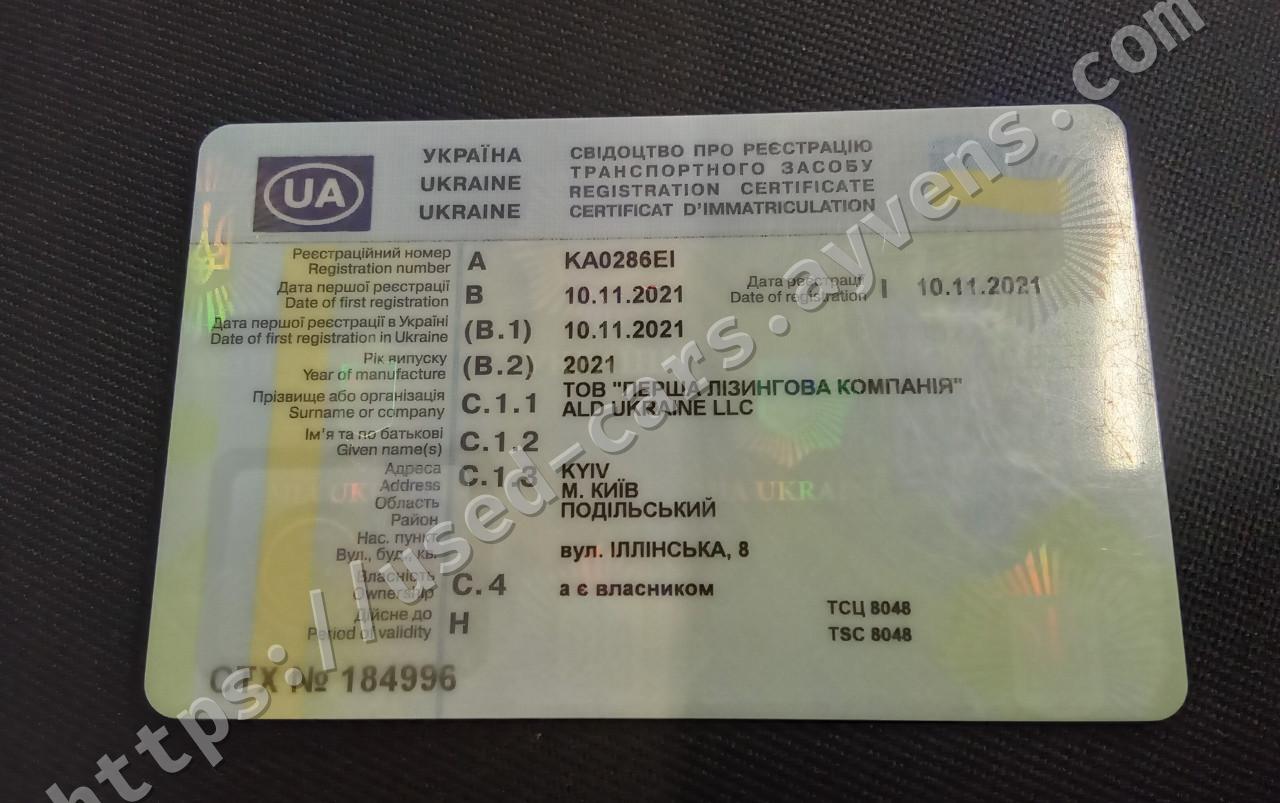 UA
УКРАЇНА
UKRAINE
UKRAINE
СВІДОЦТВО ПРО РЕЄСТРАЦІЮ
ТРАНСПОРТНОГО ЗАСОБУ
REGISTRATION CERTIFICATE
CERTIFICAT D'IMMATRICULATION
Реєстраційний номер
Registration number
A KA0286EI
Дата першої реєстрації
Date of first registration
B 10.11.2021
Дата реєстрації
Date of registration
I 10.11.2021
Дата першої реєстрації в Україні
Date of first registration in Ukraine
(B.1) 10.11.2021
Рік випуску
Year of manufacture
(B.2) 2021
Прізвище або організація
Surname or company
C.1.1
ТОВ "ПЕРША ЛІЗИНГОВА КОМПАНІЯ"
ALD UKRAINE LLC
Ім'я та по батькові
Given name(s)
C.1.2
Адреса
Address
Область
Район
Нас. пункт
Вул., буд., кв.
C.1.3
KYIV
М. КИЇВ
ПОДІЛЬСЬКИЙ
вул. ІЛЛІНСЬКА, 8
Власність
Ownership
C.4 а є власником
Дійсне до
Period of validity
H
ТСЦ 8048
TSC 8048
СТХ № 184996
https://used-cars.ayvens.com